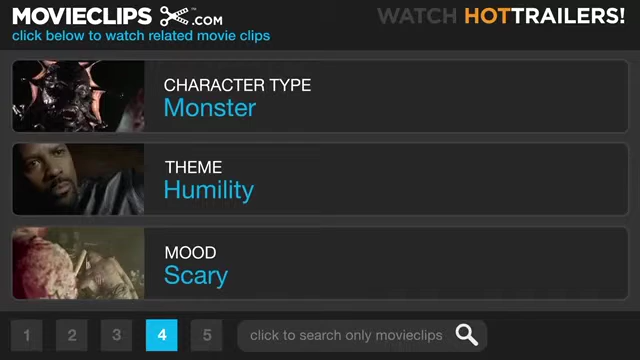 MOVIECLIPS .COM
WATCH HOTTRAILERS!
click below to watch related movie clips
CHARACTER TYPE
Monster
THEME
Humility
MOOD
Scary
1 2 3 4 5 click to search only movieclips